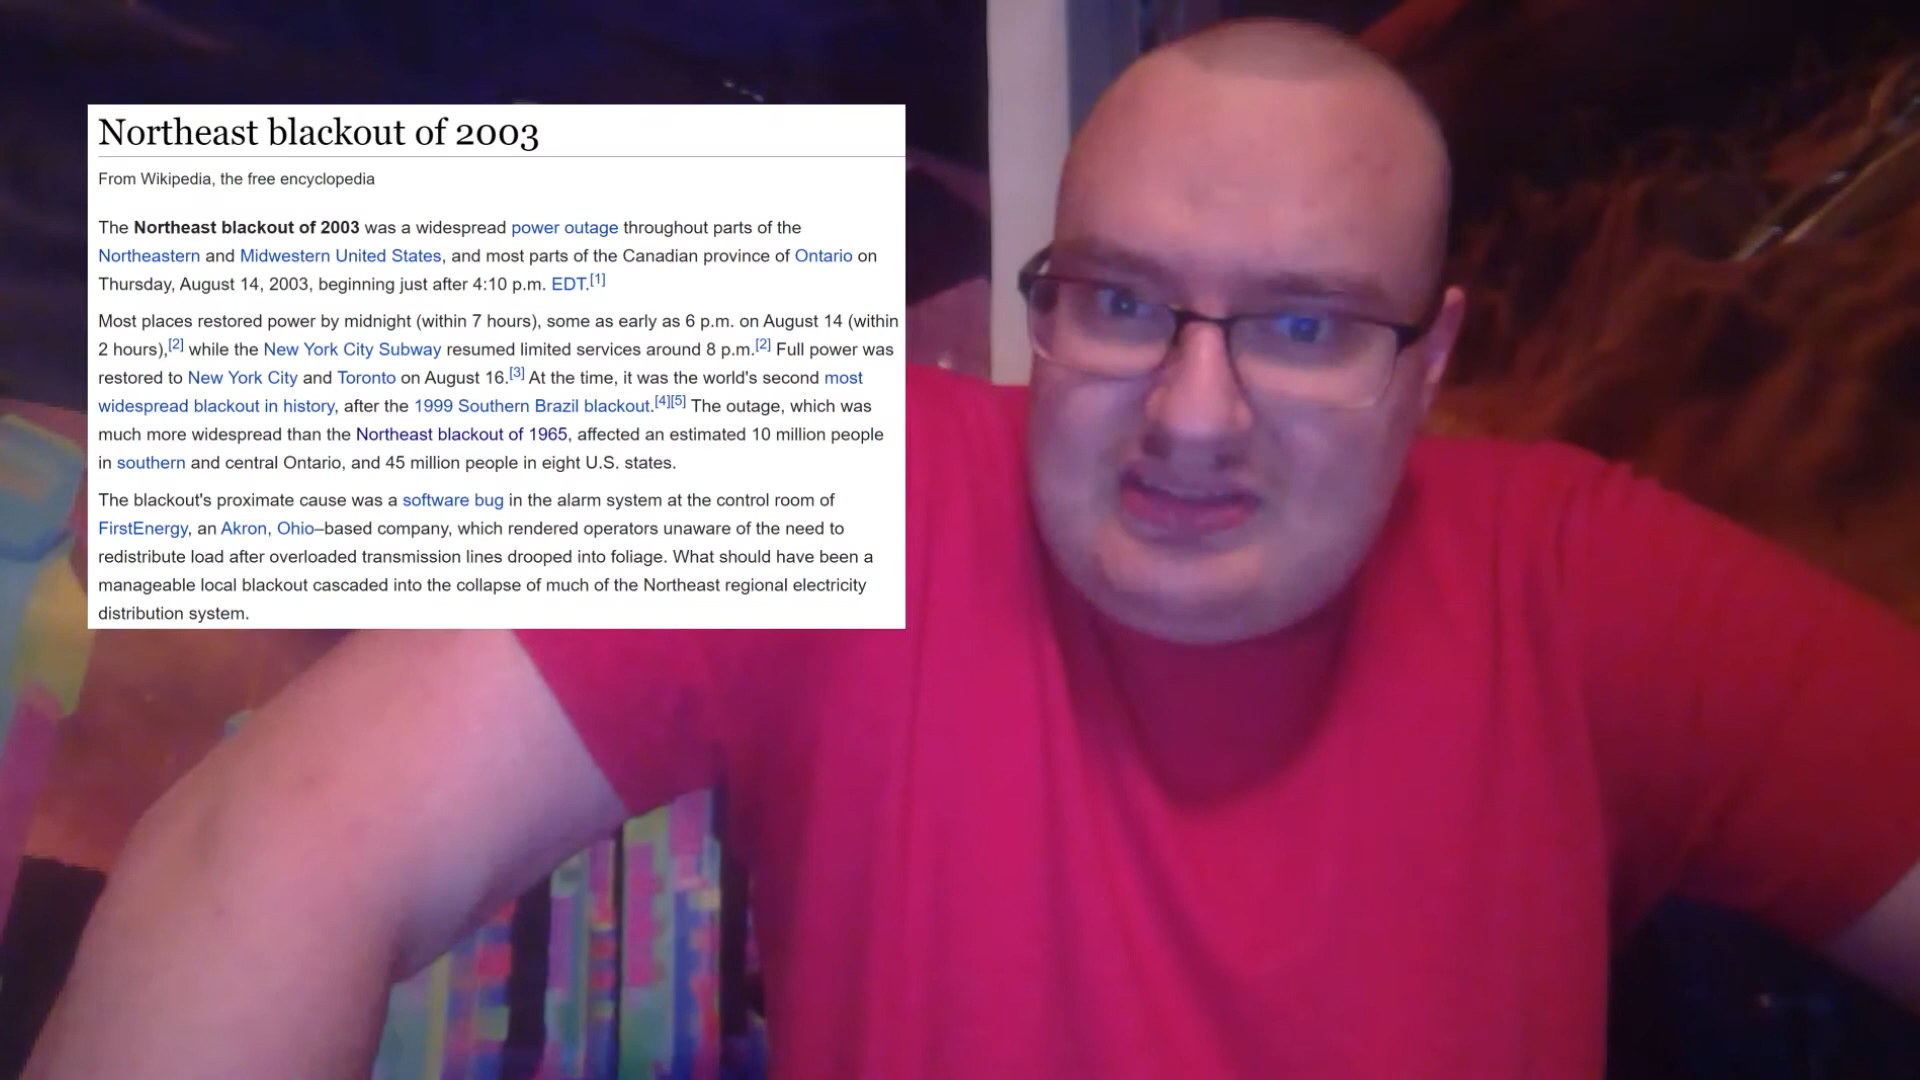 Northeast blackout of 2003
From Wikipedia, the free encyclopedia
The Northeast blackout of 2003 was a widespread power outage throughout parts of the
Northeastern and Midwestern United States, and most parts of the Canadian province of Ontario on
Thursday, August 14, 2003, beginning just after 4:10 p.m. EDT.[1]
Most places restored power by midnight (within 7 hours), some as early as 6 p.m. on August 14 (within
2 hours),[2] while the New York City Subway resumed limited services around 8 p.m.[2] Full power was
restored to New York City and Toronto on August 16.[3] At the time, it was the world's second most
widespread blackout in history, after the 1999 Southern Brazil blackout.[4][5] The outage, which was
much more widespread than the Northeast blackout of 1965, affected an estimated 10 million people
in southern and central Ontario, and 45 million people in eight U.S. states.
The blackout's proximate cause was a software bug in the alarm system at the control room of
FirstEnergy, an Akron, Ohio–based company, which rendered operators unaware of the need to
redistribute load after overloaded transmission lines drooped into foliage. What should have been a
manageable local blackout cascaded into the collapse of much of the Northeast regional electricity
distribution system.